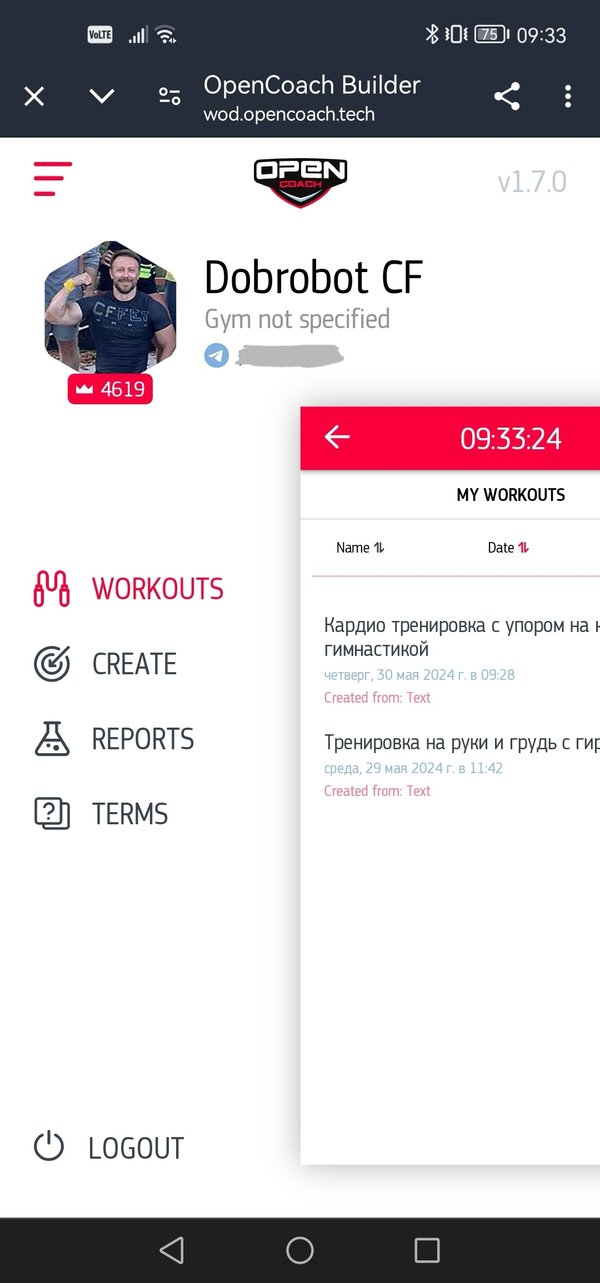 VoLTE 75 09:33
OpenCoach Builder
wod.opencoach.tech
OPEN
COACH
v1.7.0
Dobrobot CF
Gym not specified
4619
09:33:24
MY WORKOUTS
Name Date
WORKOUTS
CREATE
REPORTS
TERMS
Кардио тренировка с упором на
гимнастикой
четверг, 30 мая 2024 г. в 09:28
Created from: Text
Тренировка на руки и грудь с
среда, 29 мая 2024 г. в 11:42
Created from: Text
LOGOUT